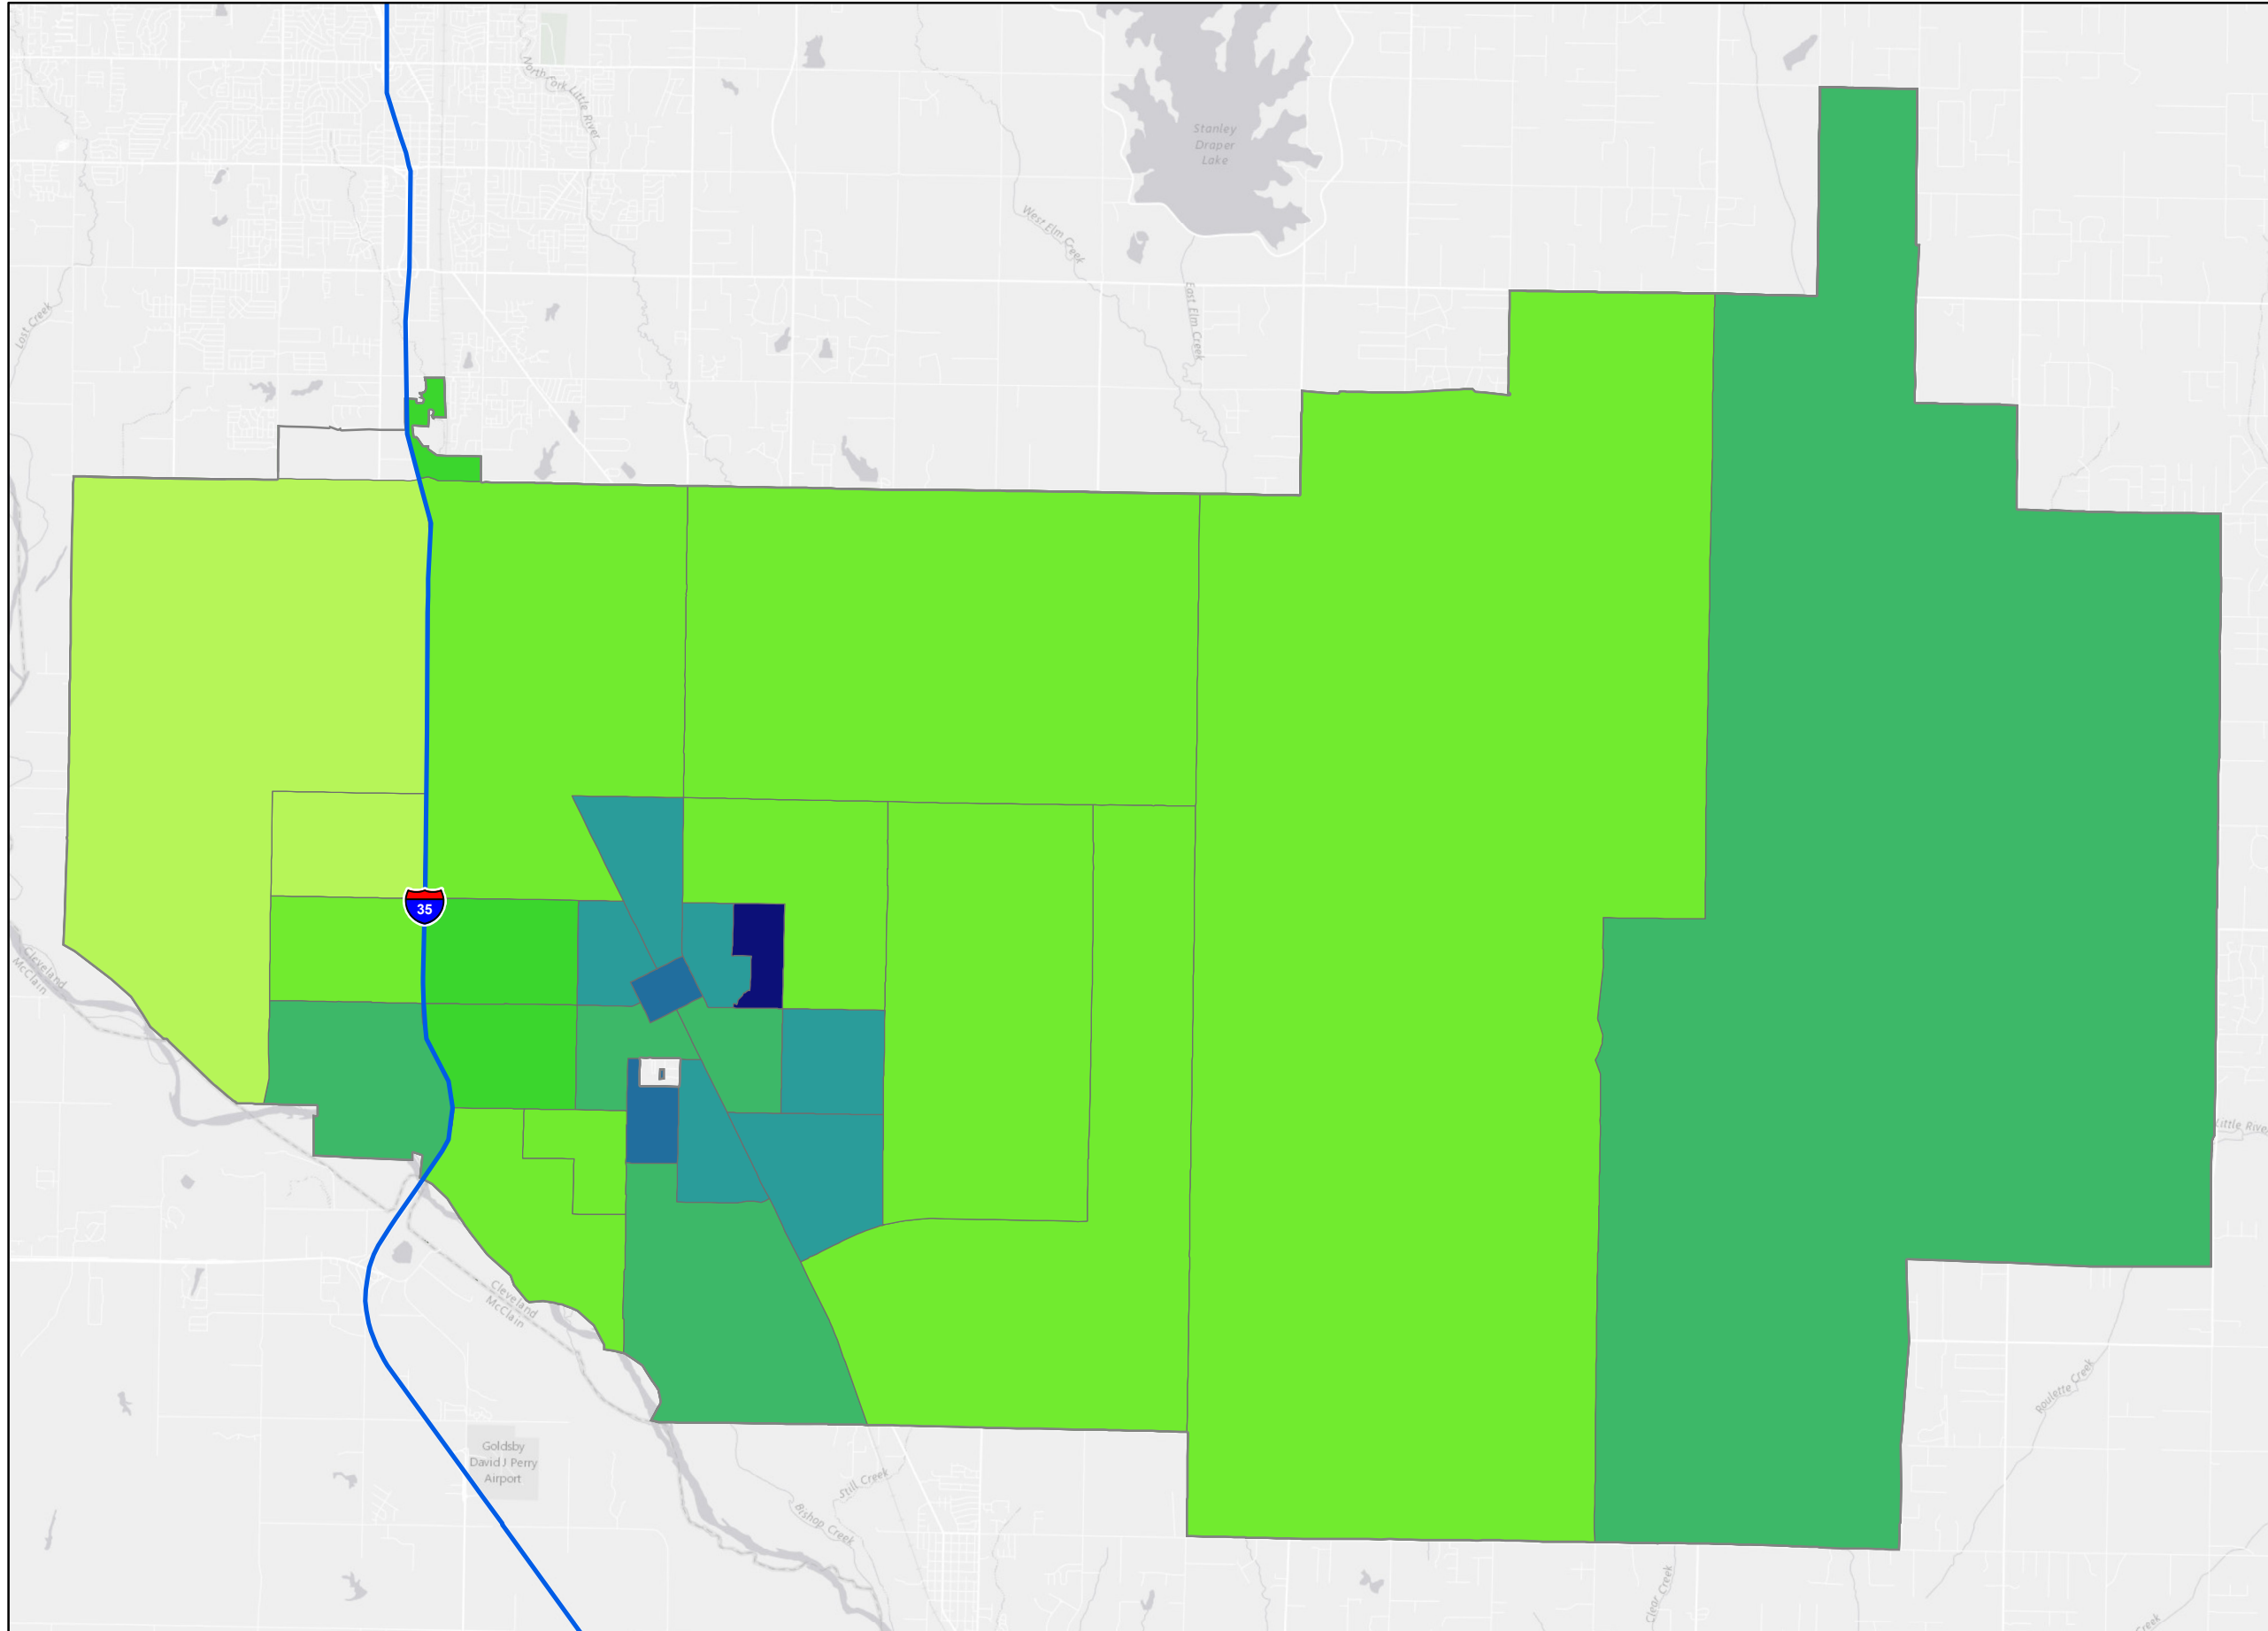 North Fork Little River
Stanley
Draper
Lake
West Elm Creek
East Elm Creek
Lost Creek
35
Cleveland
McClain
Little River
Cleveland
McClain
Roulette Creek
Goldsby
David J Perry
Airport
Still Creek
Bishop Creek
Clear Creek
Creek